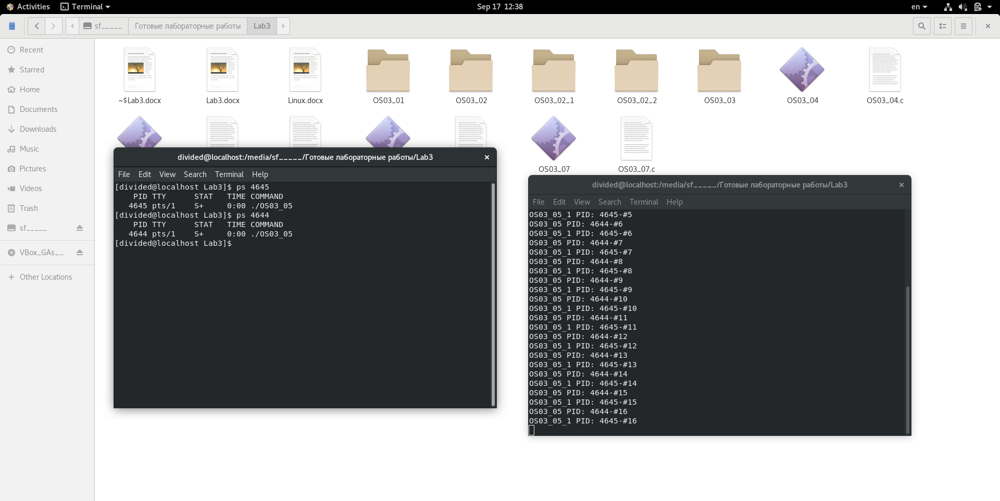 Activities
Terminal
Sep 17 12:38
en
sf_____
Готовые лабораторные работы
Lab3
Recent
Starred
Home
Documents
Downloads
Music
Pictures
Videos
Trash
sf_____
VBox_GAs_...
Other Locations
~$Lab3.docx
Lab3.docx
Linux.docx
OS03_01
OS03_02
OS03_02_1
OS03_02_2
OS03_03
OS03_04
OS03_04.c
OS03_07
OS03_07.c
divided@localhost:/media/sf_____/Готовые лабораторные работы/Lab3
File Edit View Search Terminal Help
[divided@localhost Lab3]$ ps 4645
PID TTY STAT TIME COMMAND
4645 pts/1 S+ 0:00 ./OS03_05
[divided@localhost Lab3]$ ps 4644
PID TTY STAT TIME COMMAND
4644 pts/1 S+ 0:00 ./OS03_05
[divided@localhost Lab3]$
divided@localhost:/media/sf_____/Готовые лабораторные работы/Lab3
File Edit View Search Terminal Help
OS03_05_1 PID: 4645-#5
OS03_05 PID: 4644-#6
OS03_05_1 PID: 4645-#6
OS03_05 PID: 4644-#7
OS03_05_1 PID: 4645-#7
OS03_05 PID: 4644-#8
OS03_05_1 PID: 4645-#8
OS03_05 PID: 4644-#9
OS03_05_1 PID: 4645-#9
OS03_05 PID: 4644-#10
OS03_05_1 PID: 4645-#10
OS03_05 PID: 4644-#11
OS03_05_1 PID: 4645-#11
OS03_05 PID: 4644-#12
OS03_05_1 PID: 4645-#12
OS03_05 PID: 4644-#13
OS03_05_1 PID: 4645-#13
OS03_05 PID: 4644-#14
OS03_05_1 PID: 4645-#14
OS03_05 PID: 4644-#15
OS03_05_1 PID: 4645-#15
OS03_05 PID: 4644-#16
OS03_05_1 PID: 4645-#16